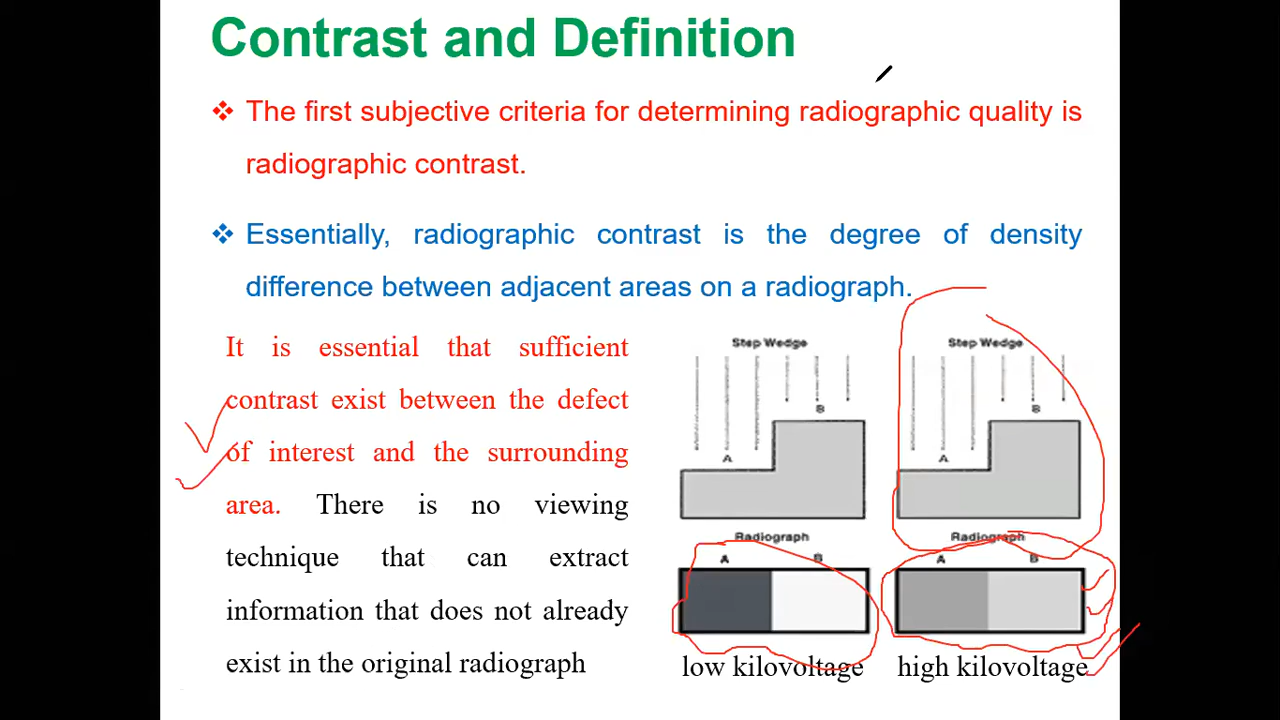 Contrast and Definition
❖ The first subjective criteria for determining radiographic quality is
radiographic contrast.
❖ Essentially, radiographic contrast is the degree of density
difference between adjacent areas on a radiograph.
It is essential that sufficient
contrast exist between the defect
of interest and the surrounding
area. There is no viewing
technique that can extract
information that does not already
exist in the original radiograph
Step Wedge
B
A
Radiograph
A B
low kilovoltage
Step Wedge
B
A
Radiograph
A B
high kilovoltage